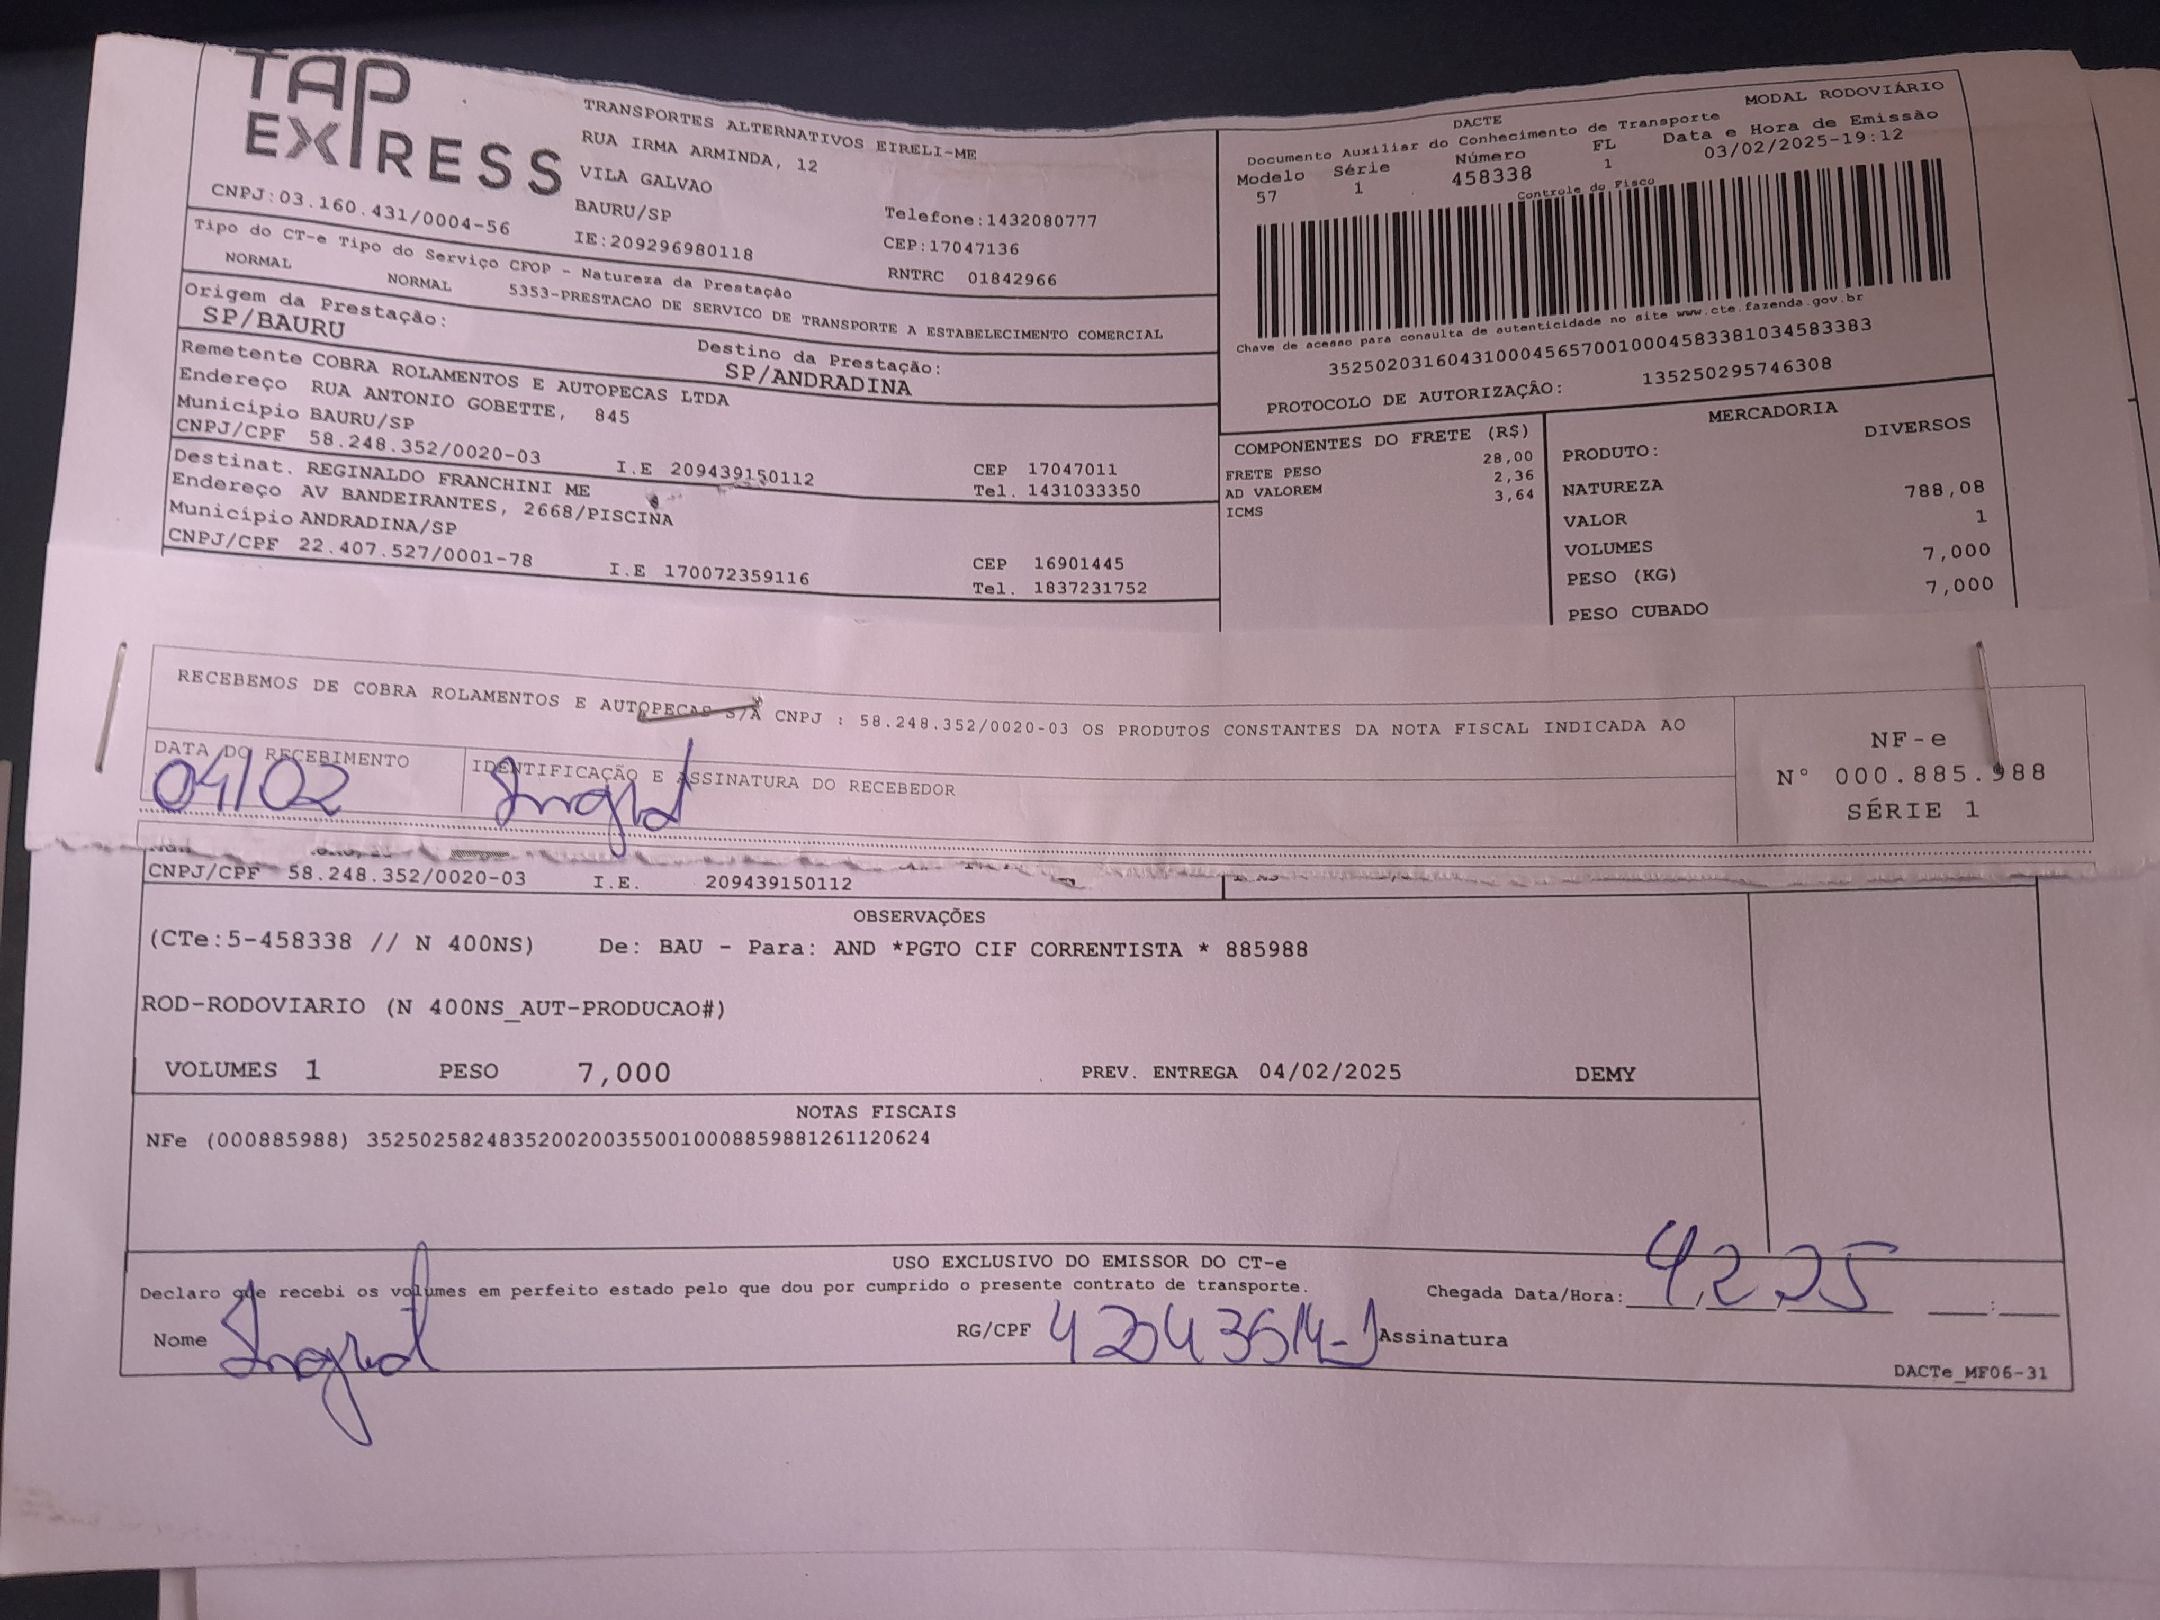 TAP
EXPRESS
TRANSPORTES ALTERNATIVOS EIRELI-ME
RUA IRMA ARMINDA, 12
VILA GALVAO
BAURU/SP
Telefone:1432080777
CNPJ:03.160.431/0004-56
IE:209296980118
CEP:17047136
RNTRC 01842966
Tipo do CT-e Tipo do Serviço CFOP - Natureza da Prestação
NORMAL NORMAL 5353-PRESTACAO DE SERVICO DE TRANSPORTE A ESTABELECIMENTO COMERCIAL
Origem da Prestação:
SP/BAURU
Destino da Prestação:
SP/ANDRADINA
Remetente COBRA ROLAMENTOS E AUTOPECAS LTDA
Endereço RUA ANTONIO GOBETTE, 845
Município BAURU/SP
CEP 17047011
CNPJ/CPF 58.248.352/0020-03 I.E 209439150112 Tel. 1431033350
Destinat. REGINALDO FRANCHINI ME
Endereço AV BANDEIRANTES, 2668/PISCINA
Município ANDRADINA/SP
CEP 16901445
CNPJ/CPF 22.407.527/0001-78 I.E 170072359116 Tel. 1837231752
DACTE MODAL RODOVIÁRIO
Documento Auxiliar do Conhecimento de Transporte
Modelo Série Número FL Data e Hora de Emissão
57 1 458338 1 03/02/2025-19:12
Controle do Fisco
Chave de acesso para consulta de autenticidade no site www.cte.fazenda.gov.br
35250203160431000456570010004583381034583383
PROTOCOLO DE AUTORIZAÇÃO: 135250295746308
COMPONENTES DO FRETE (R$)
FRETE PESO 28,00
AD VALOREM 2,36
ICMS 3,64
MERCADORIA
PRODUTO: DIVERSOS
NATUREZA
VALOR 788,08
VOLUMES 1
PESO (KG) 7,000
PESO CUBADO 7,000
RECEBEMOS DE COBRA ROLAMENTOS E AUTOPECAS S/A CNPJ : 58.248.352/0020-03 OS PRODUTOS CONSTANTES DA NOTA FISCAL INDICADA AO
DATA DO RECEBIMENTO
04/02
IDENTIFICAÇÃO E ASSINATURA DO RECEBEDOR
Ingrid
NF-e
N° 000.885.988
SÉRIE 1
CNPJ/CPF 58.248.352/0020-03 I.E. 209439150112
OBSERVAÇÕES
(CTe:5-458338 // N 400NS) De: BAU - Para: AND *PGTO CIF CORRENTISTA * 885988
ROD-RODOVIARIO (N 400NS_AUT-PRODUCAO#)
VOLUMES 1 PESO 7,000 PREV. ENTREGA 04/02/2025 DEMY
NOTAS FISCAIS
NFe (000885988) 35250258248352002003550010008859881261120624
USO EXCLUSIVO DO EMISSOR DO CT-e
Declaro que recebi os volumes em perfeito estado pelo que dou por cumprido o presente contrato de transporte.
Chegada Data/Hora: 4,2,25 :
Nome Ingrid RG/CPF Assinatura
DACTe_MF06-31